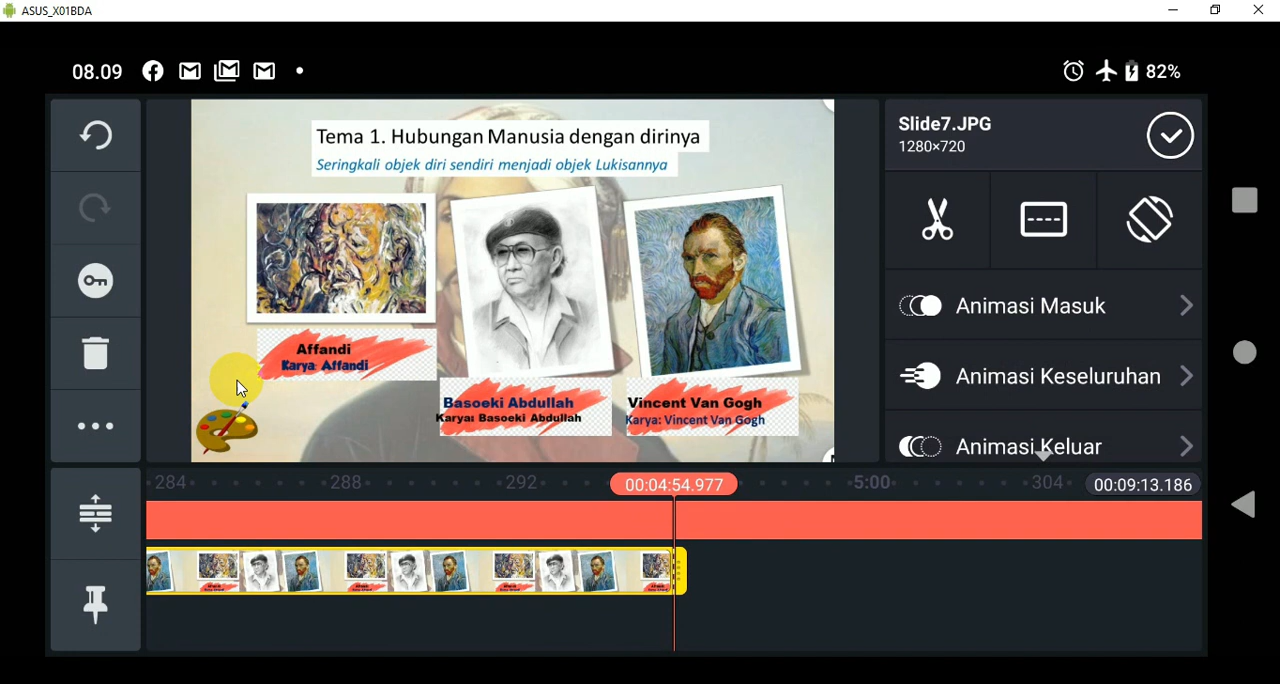 ASUS_X01BDA
08.09
82%
Slide7.JPG
1280×720
Tema 1. Hubungan Manusia dengan dirinya
Seringkali objek diri sendiri menjadi objek Lukisannya
Affandi
Karya: Affandi
Basoeki Abdullah
Karya: Basoeki Abdullah
Vincent Van Gogh
Karya: Vincent Van Gogh
Animasi Masuk
Animasi Keseluruhan
Animasi Keluar
284
288
292
00:04:54.977
5:00
304
00:09:13.186